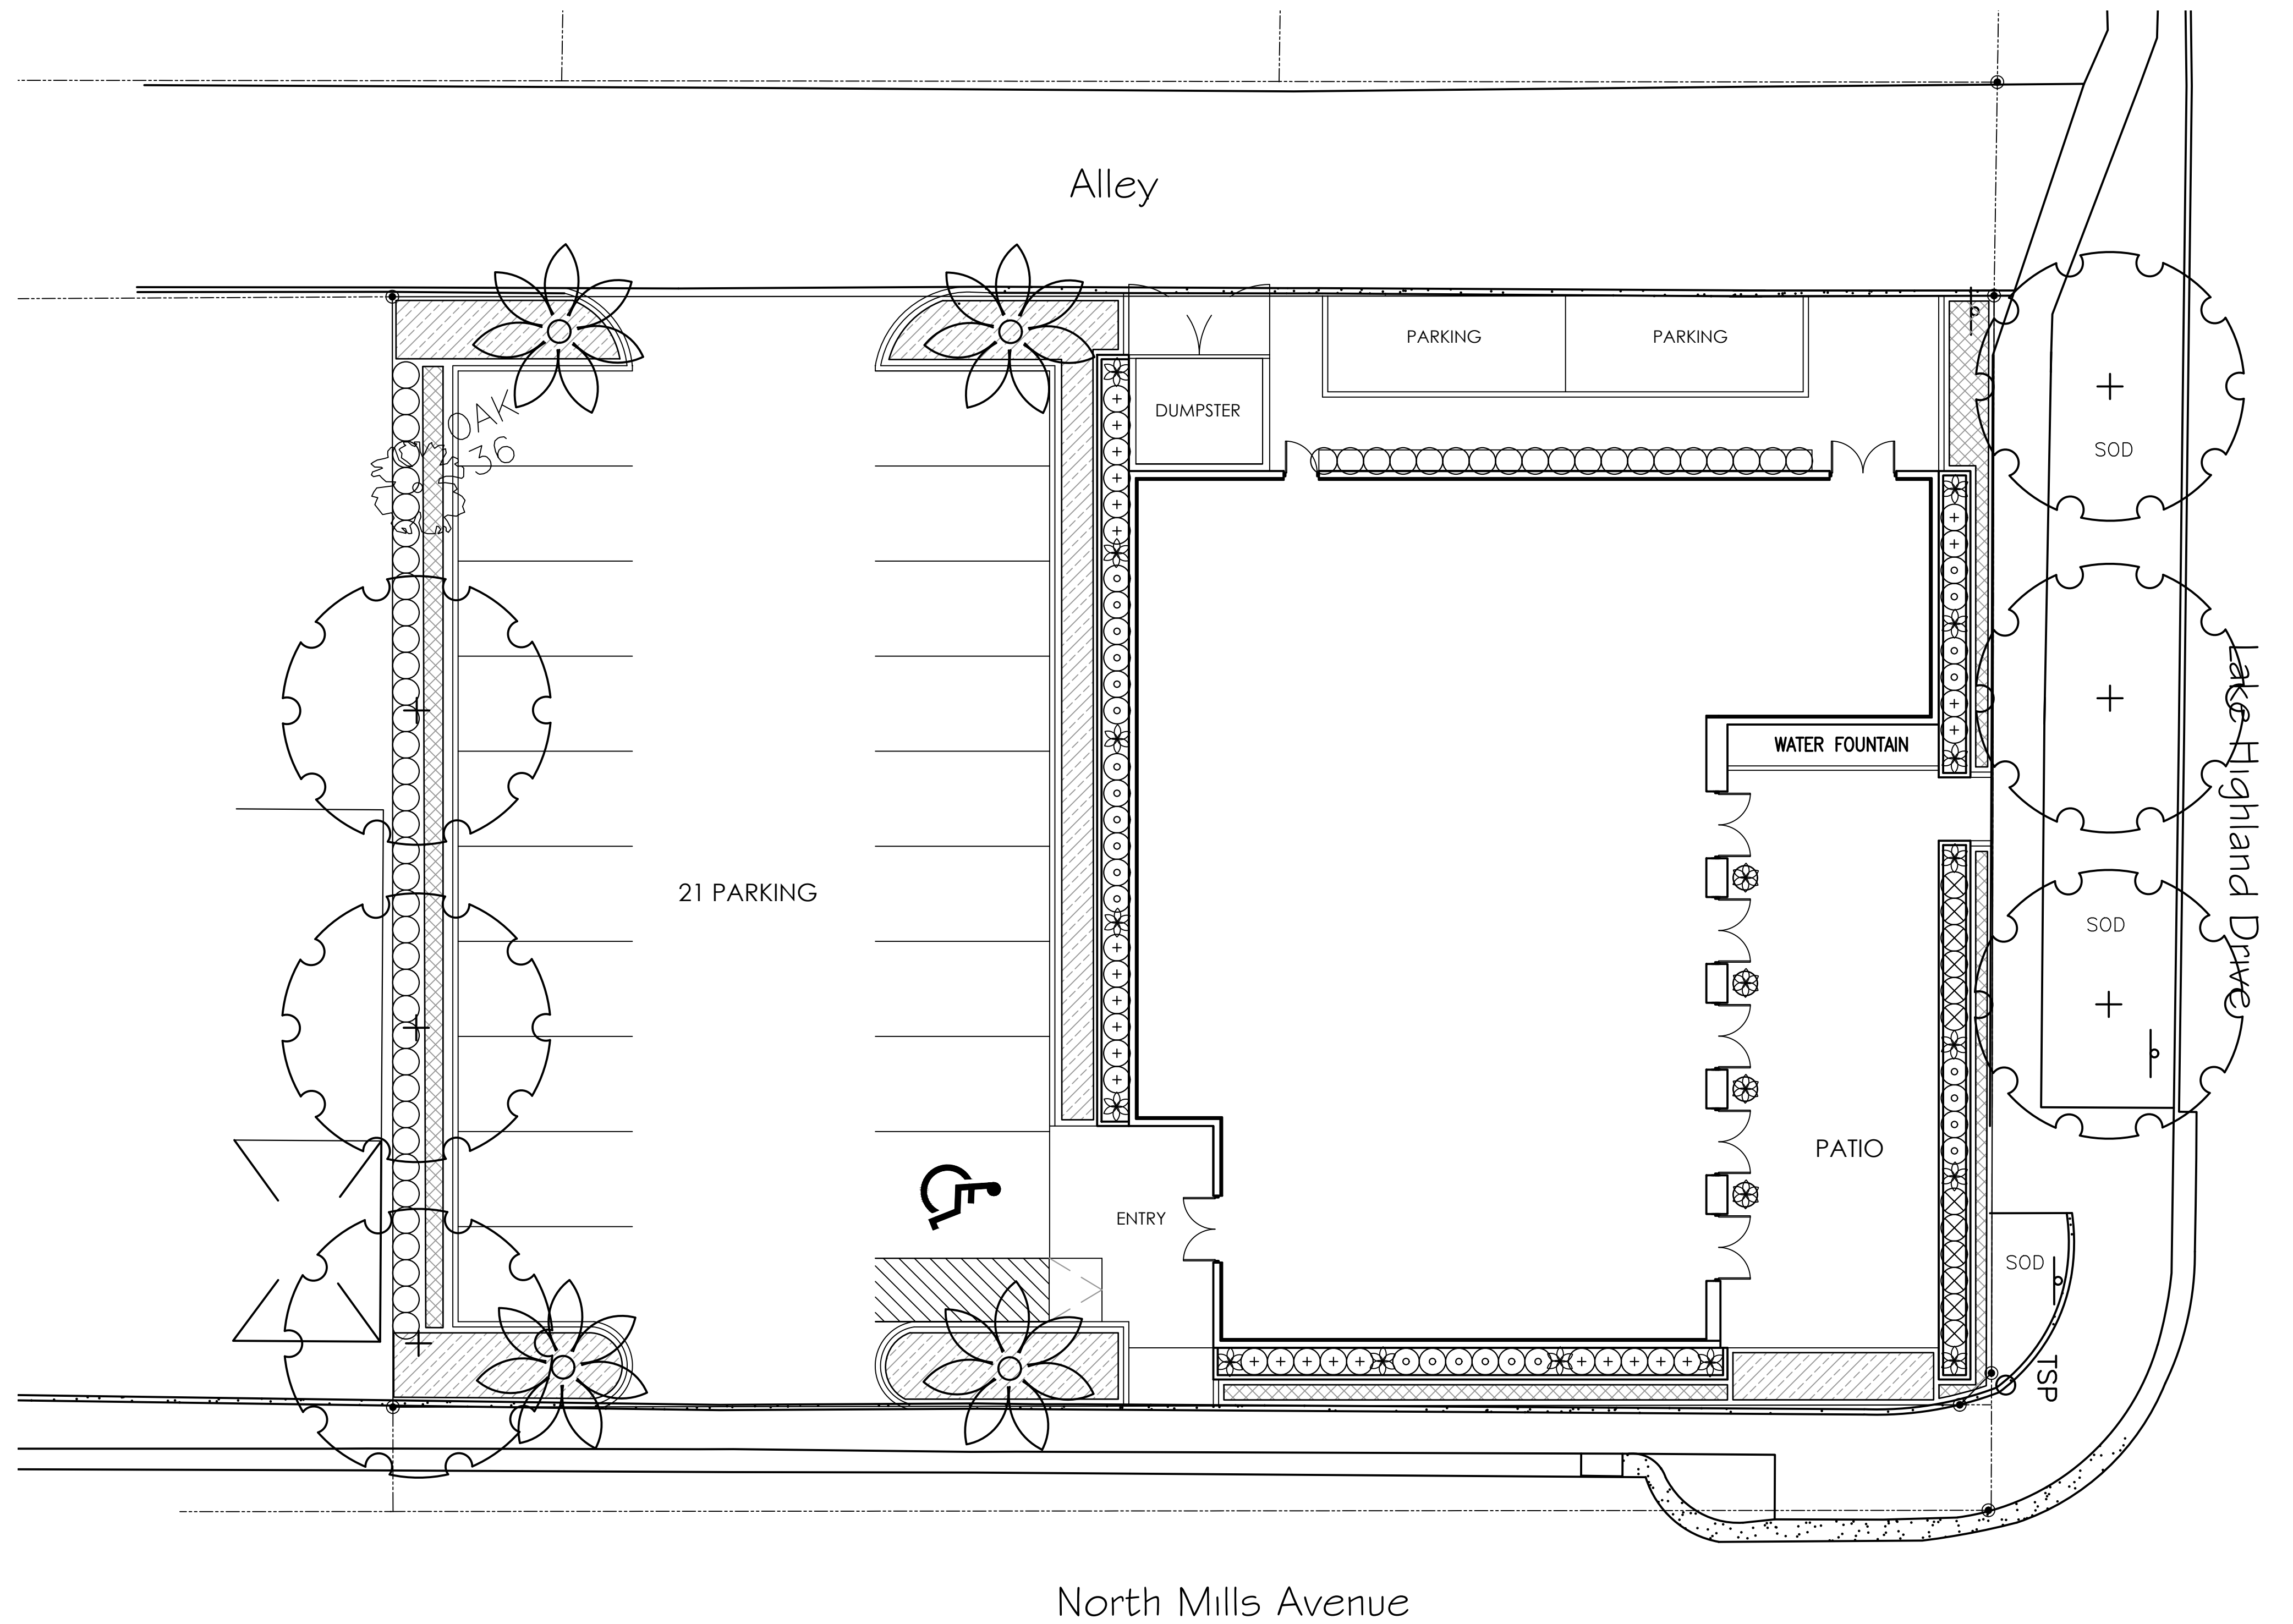 Alley
PARKING
PARKING
DUMPSTER
OAK
36
SOD
WATER FOUNTAIN
Lake Highland Drive
21 PARKING
SOD
PATIO
ENTRY
SOD
TSP
North Mills Avenue